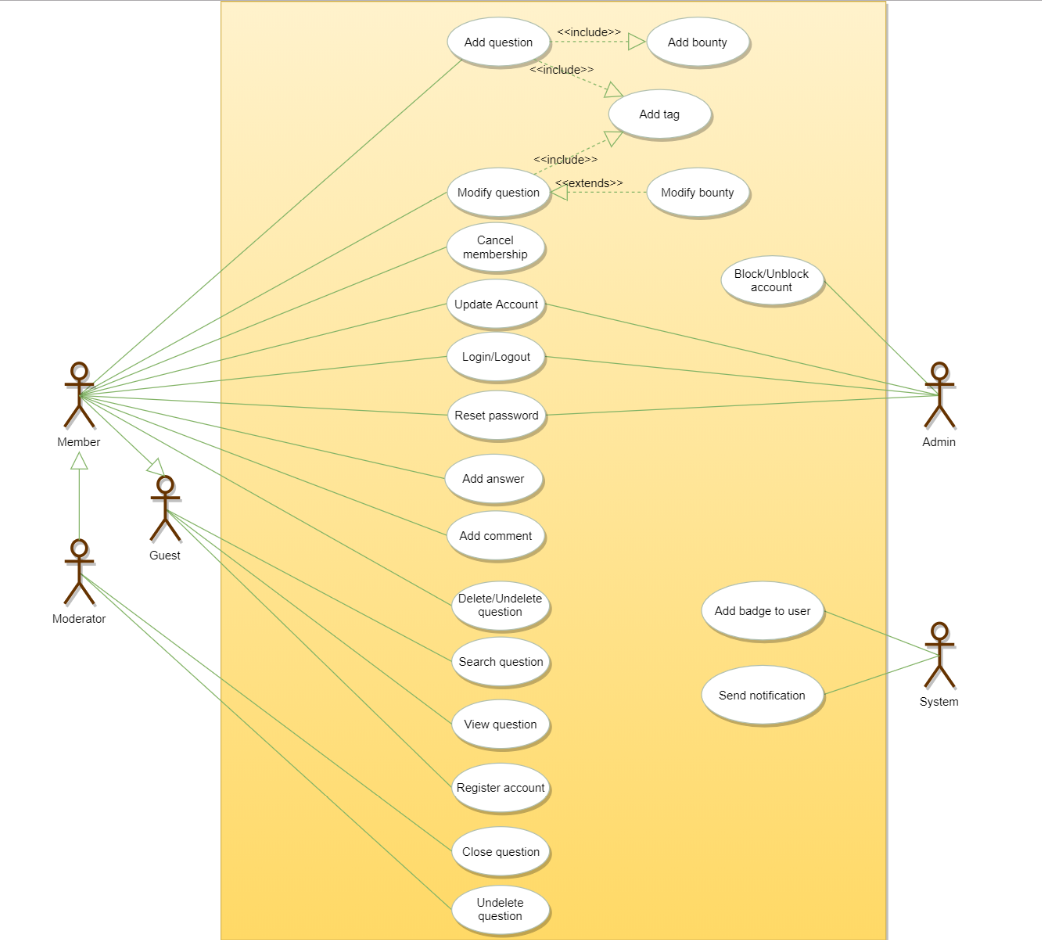 <<include>>
Add question
Add bounty
<<include>>
Add tag
<<include>>
<<extends>>
Modify question
Modify bounty
Cancel
membership
Block/Unblock
account
Update Account
Login/Logout
Reset password
Member
Admin
Add answer
Add comment
Guest
Delete/Undelete
question
Add badge to user
Moderator
Search question
Send notification
System
View question
Register account
Close question
Undelete
question